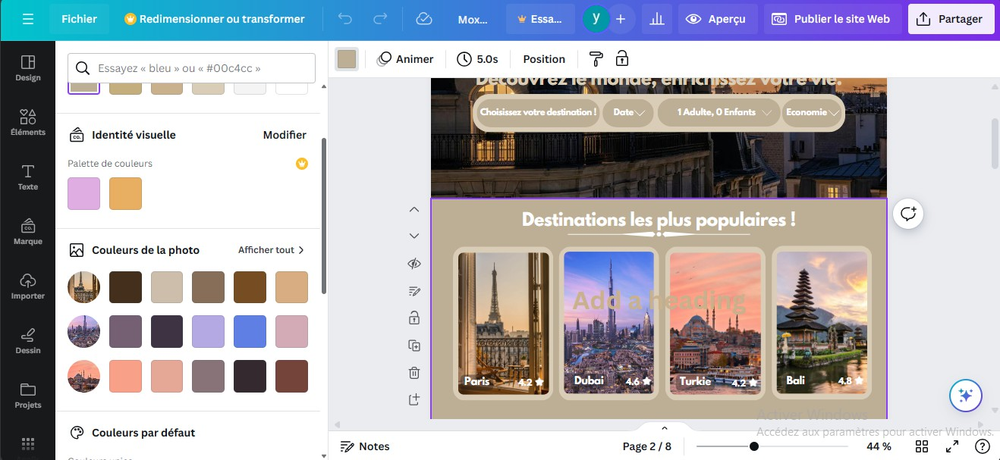 Fichier
Redimensionner ou transformer
Mox...
Essa...
y
Aperçu
Publier le site Web
Partager
Design
Éléments
Texte
CO.
Marque
Importer
Dessin
Projets
Essayez « bleu » ou « #00c4cc »
CO.
Identité visuelle
Modifier
Palette de couleurs
Couleurs de la photo
Afficher tout
Couleurs par défaut
Animer
5.0s
Position
Découvrez le monde, enrichissez votre vie.
Choisissez votre destination !
Date
1 Adulte, 0 Enfants
Economie
Destinations les plus populaires !
Add a heading
Paris
4.2
Dubai
4.6
Turkie
4.2
Bali
4.8
Activer Windows
Accédez aux paramètres pour activer Windows.
Notes
Page 2 / 8
44 %